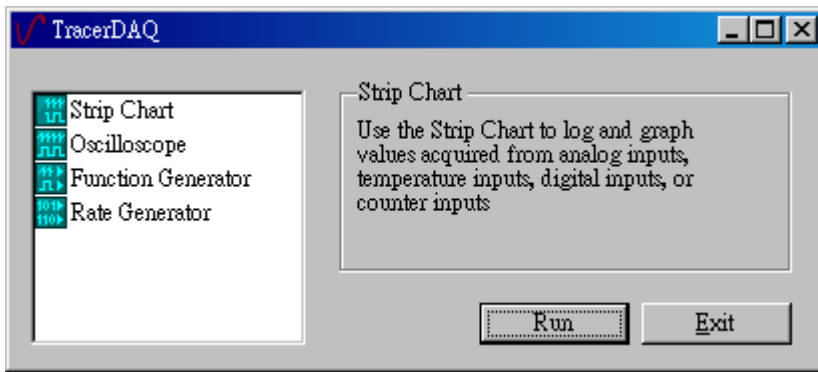 TracerDAQ
Strip Chart
Oscilloscope
Function Generator
Rate Generator
Strip Chart
Use the Strip Chart to log and graph
values acquired from analog inputs,
temperature inputs, digital inputs, or
counter inputs
Run
Exit